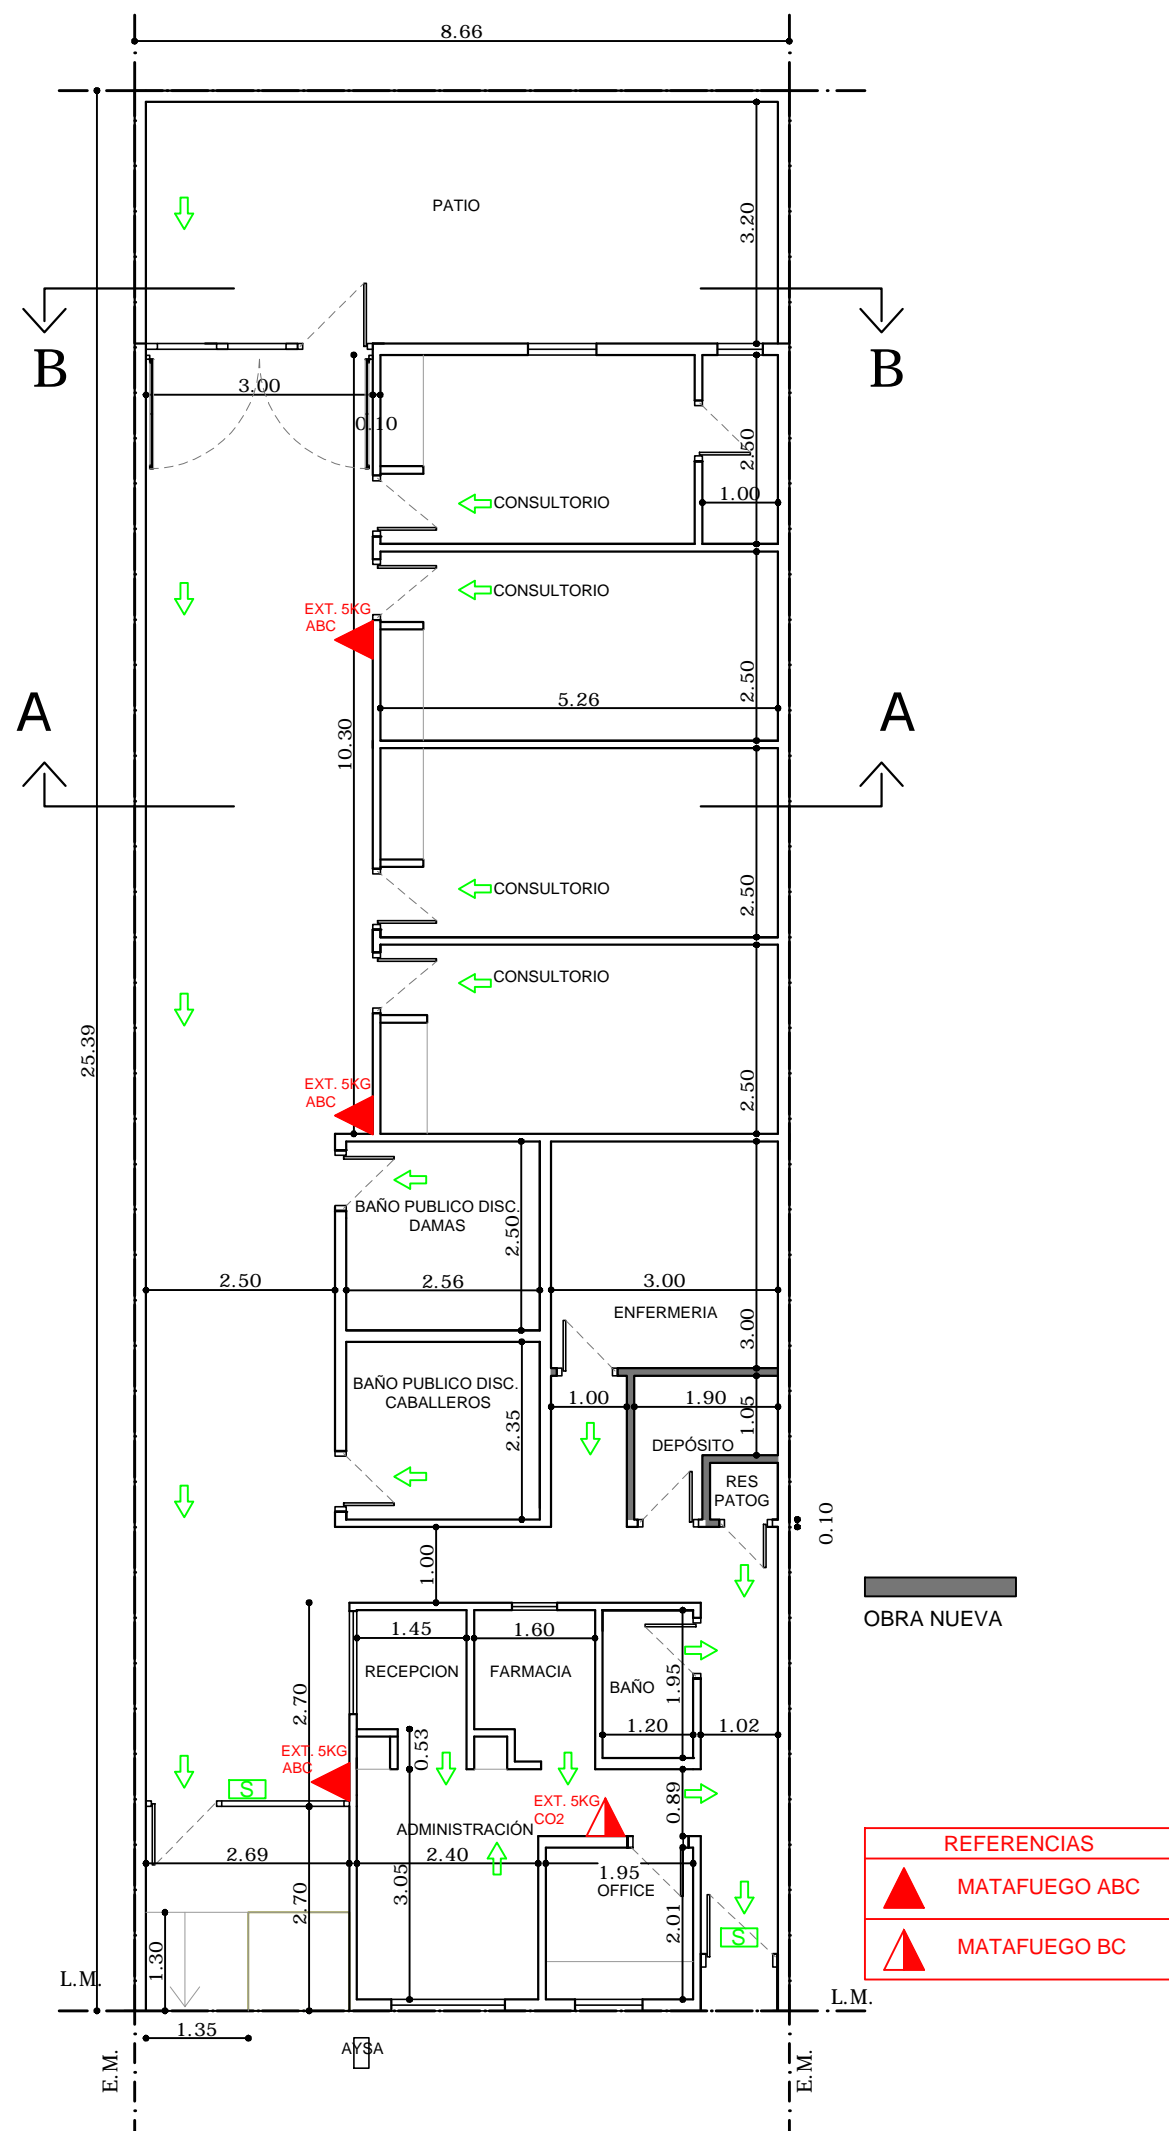 8.66
PATIO
3.20
B
B
3.00
0.10
2.50
1.00
CONSULTORIO
CONSULTORIO
EXT. 5KG
ABC
2.50
5.26
A
A
10.30
CONSULTORIO
2.50
CONSULTORIO
25.39
EXT. 5KG
ABC
2.50
BAÑO PUBLICO DISC.
DAMAS
2.50
2.50
2.56
3.00
ENFERMERIA
3.00
BAÑO PUBLICO DISC.
CABALLEROS
2.35
1.00
1.90
1.05
DEPÓSITO
RES
PATOG
0.10
1.00
OBRA NUEVA
1.45
1.60
RECEPCION
FARMACIA
BAÑO
1.95
2.70
1.20
1.02
0.53
EXT. 5KG
ABC
S
EXT. 5KG
CO2
0.89
ADMINISTRACIÓN
REFERENCIAS
2.69
2.40
3.05
1.95
OFFICE
MATAFUEGO ABC
2.70
2.01
S
MATAFUEGO BC
1.30
L.M.
L.M.
1.35
AYSA
E.M.
E.M.